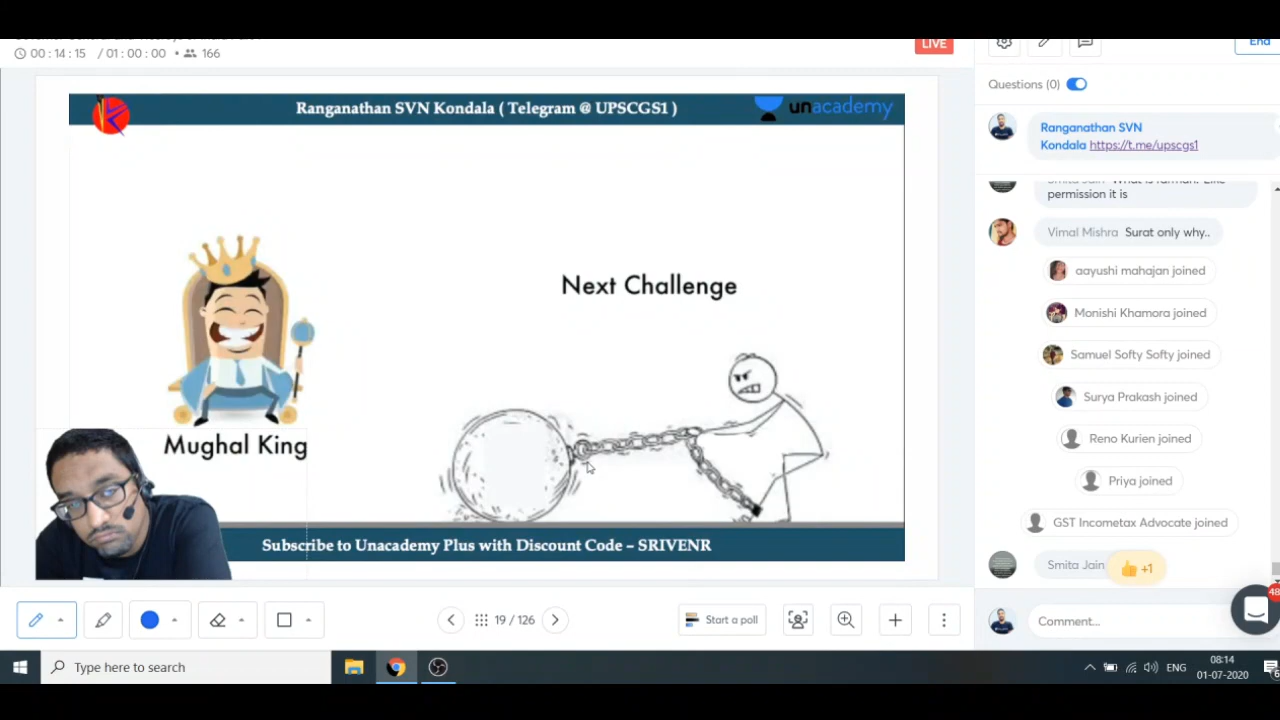 00 : 14 : 15 / 01 : 00 : 00 • 166
LIVE
End
Ranganathan SVN Kondala ( Telegram @ UPSCGS1 )
unacademy
Next Challenge
Mughal King
Subscribe to Unacademy Plus with Discount Code – SRIVENR
Questions (0)
Ranganathan SVN
Kondala https://t.me/upscgs1
permission it is
Vimal Mishra Surat only why..
aayushi mahajan joined
Monishi Khamora joined
Samuel Softy Softy joined
Surya Prakash joined
Reno Kurien joined
Priya joined
GST Incometax Advocate joined
Smita Jain
+1
48
Comment...
19 / 126
Start a poll
Type here to search
ENG
08:14
01-07-2020
6